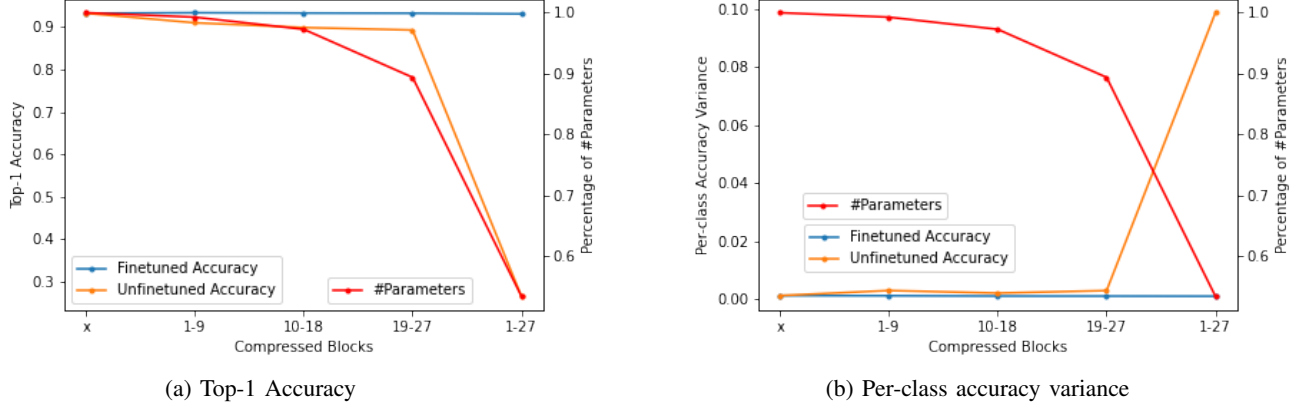 0.9
0.8
0.7
0.6
0.5
0.4
0.3
Top-1 Accuracy
1.0
0.9
0.8
0.7
0.6
Percentage of #Parameters
Finetuned Accuracy
Unfinetuned Accuracy
#Parameters
x 1-9 10-18 19-27 1-27
Compressed Blocks
(a) Top-1 Accuracy
0.10
0.08
0.06
0.04
0.02
0.00
Per-class Accuracy Variance
1.0
0.9
0.8
0.7
0.6
Percentage of #Parameters
#Parameters
Finetuned Accuracy
Unfinetuned Accuracy
x 1-9 10-18 19-27 1-27
Compressed Blocks
(b) Per-class accuracy variance